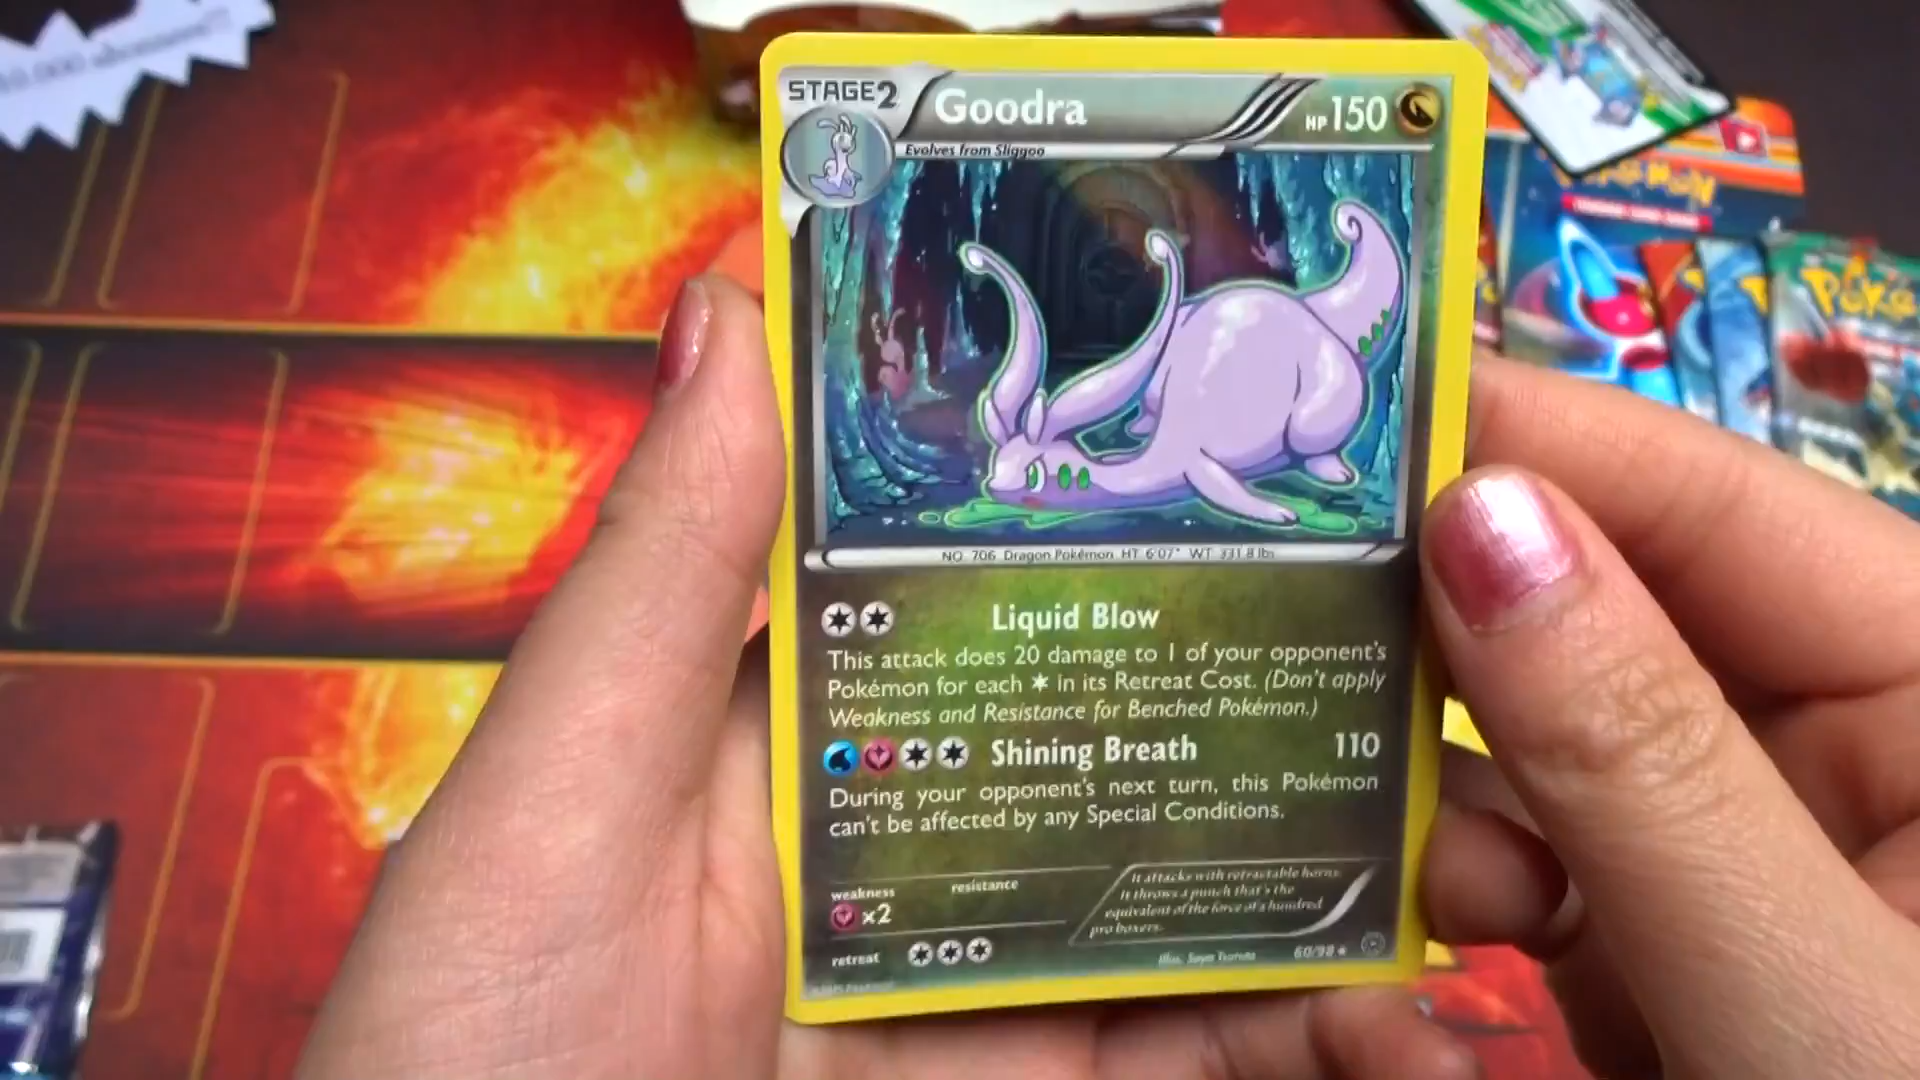 STAGE2
Goodra
HP150
Evolves from Sliggoo
NO. 706 Dragon Pokémon HT 6'07" WT 331.8 lbs
Liquid Blow
This attack does 20 damage to 1 of your opponent's
Pokémon for each ✶ in its Retreat Cost. (Don't apply
Weakness and Resistance for Benched Pokémon.)
Shining Breath 110
During your opponent's next turn, this Pokémon
can't be affected by any Special Conditions.
weakness
resistance
x2
It attacks with retractable horns.
It throws a punch that's the
equivalent of the force of a hundred
pro boxers.
retreat
60/98 ★
POKéMON
Poké